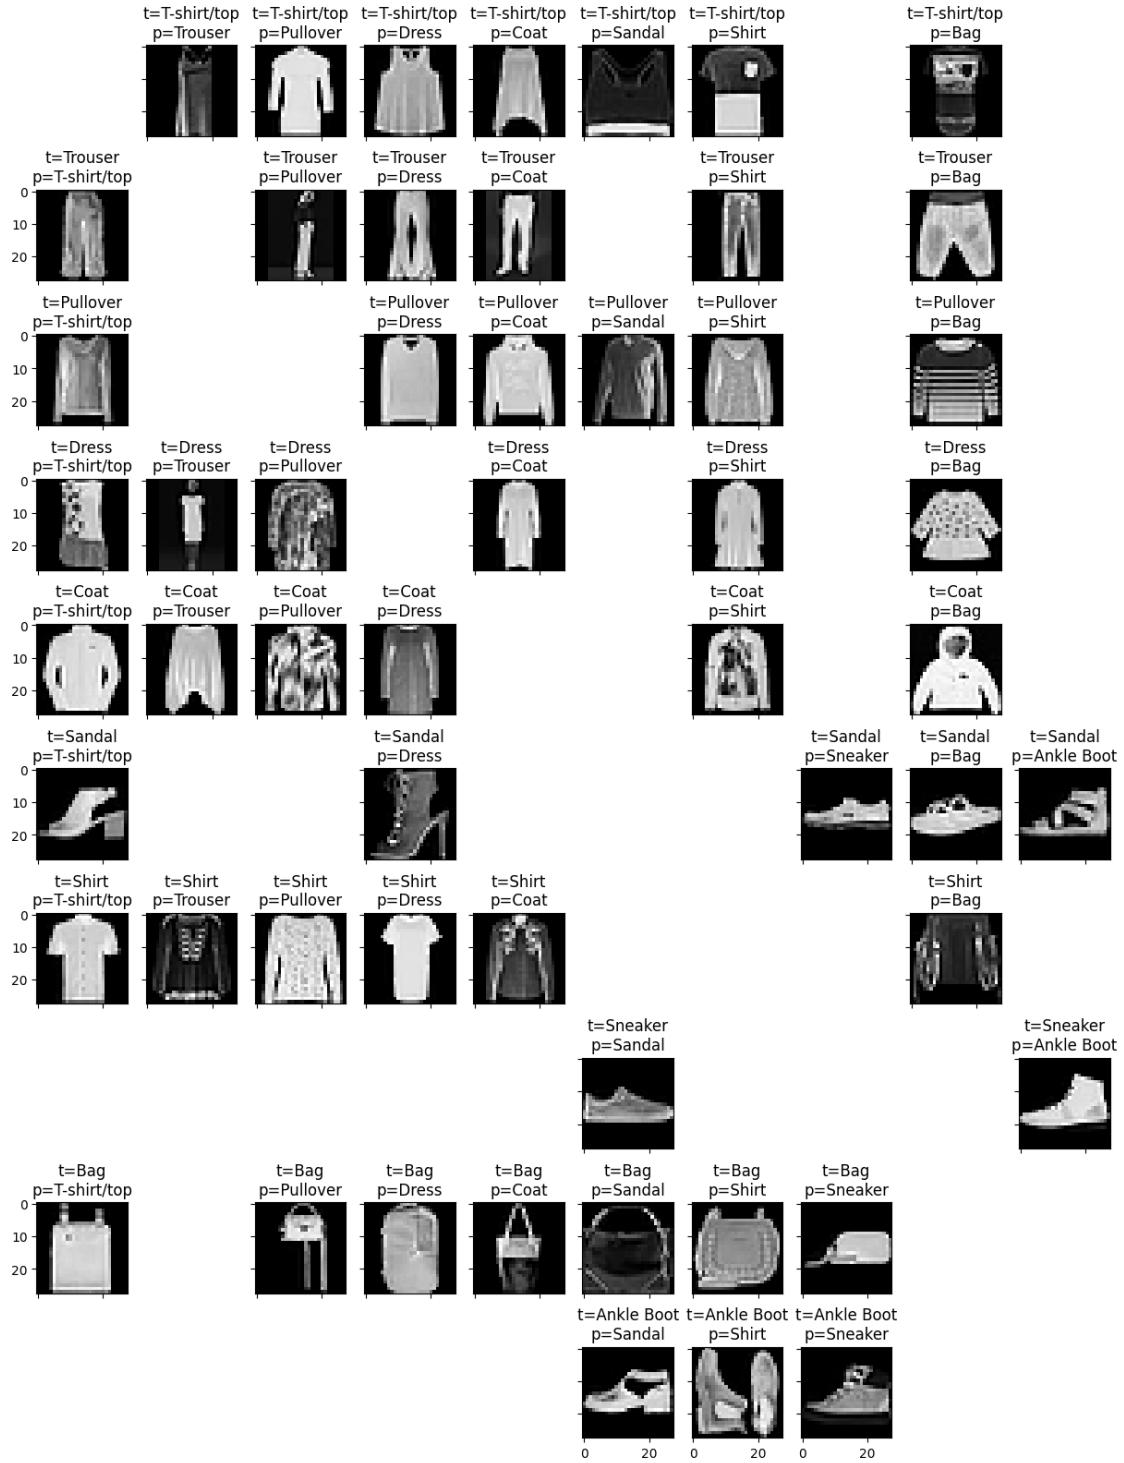 t=T-shirt/top t=T-shirt/top t=T-shirt/top t=T-shirt/top t=T-shirt/top t=T-shirt/top t=T-shirt/top
p=Trouser p=Pullover p=Dress p=Coat p=Sandal p=Shirt p=Bag
t=Trouser t=Trouser t=Trouser t=Trouser t=Trouser t=Trouser
p=T-shirt/top p=Pullover p=Dress p=Coat p=Shirt p=Bag
0
10
20
t=Pullover t=Pullover t=Pullover t=Pullover t=Pullover t=Pullover
p=T-shirt/top p=Dress p=Coat p=Sandal p=Shirt p=Bag
0
10
20
t=Dress t=Dress t=Dress t=Dress t=Dress t=Dress
p=T-shirt/top p=Trouser p=Pullover p=Coat p=Shirt p=Bag
0
10
20
t=Coat t=Coat t=Coat t=Coat t=Coat t=Coat
p=T-shirt/top p=Trouser p=Pullover p=Dress p=Shirt p=Bag
0
10
20
t=Sandal t=Sandal t=Sandal t=Sandal t=Sandal
p=T-shirt/top p=Dress p=Sneaker p=Bag p=Ankle Boot
0
10
20
t=Shirt t=Shirt t=Shirt t=Shirt t=Shirt t=Shirt
p=T-shirt/top p=Trouser p=Pullover p=Dress p=Coat p=Bag
0
10
20
t=Sneaker t=Sneaker
p=Sandal p=Ankle Boot
t=Bag t=Bag t=Bag t=Bag t=Bag t=Bag t=Bag
p=T-shirt/top p=Pullover p=Dress p=Coat p=Sandal p=Shirt p=Sneaker
0
10
20
t=Ankle Boot t=Ankle Boot t=Ankle Boot
p=Sandal p=Shirt p=Sneaker
0 20 0 20 0 20